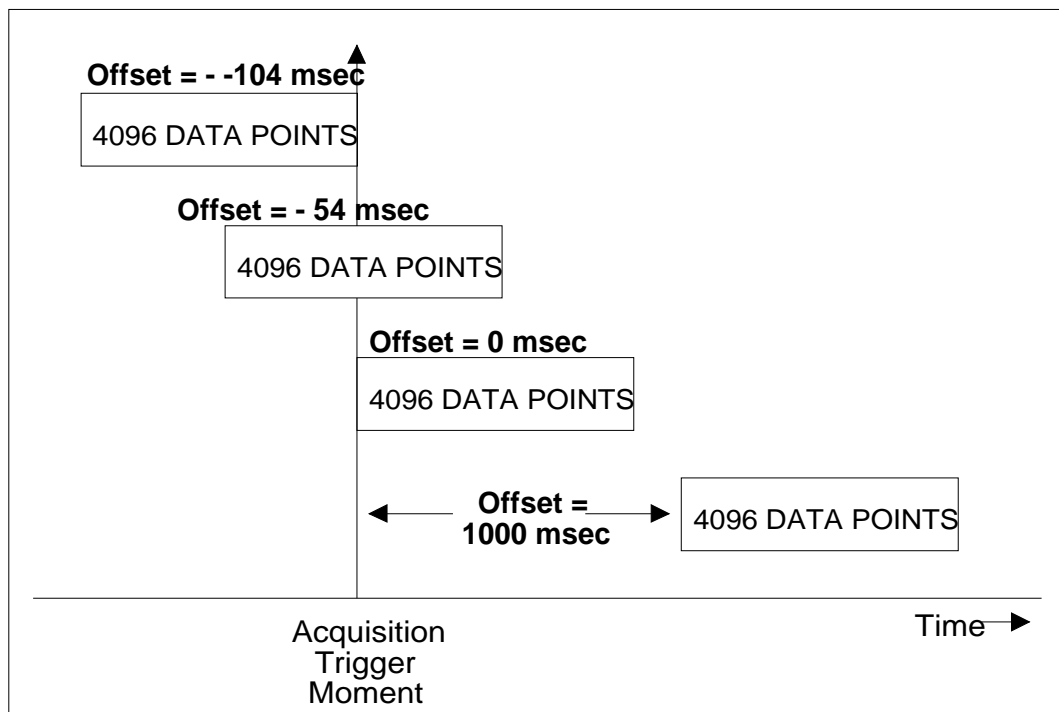 Offset = - -104 msec
4096 DATA POINTS
Offset = - 54 msec
4096 DATA POINTS
Offset = 0 msec
4096 DATA POINTS
Offset =
1000 msec
4096 DATA POINTS
Time
Acquisition
Trigger
Moment